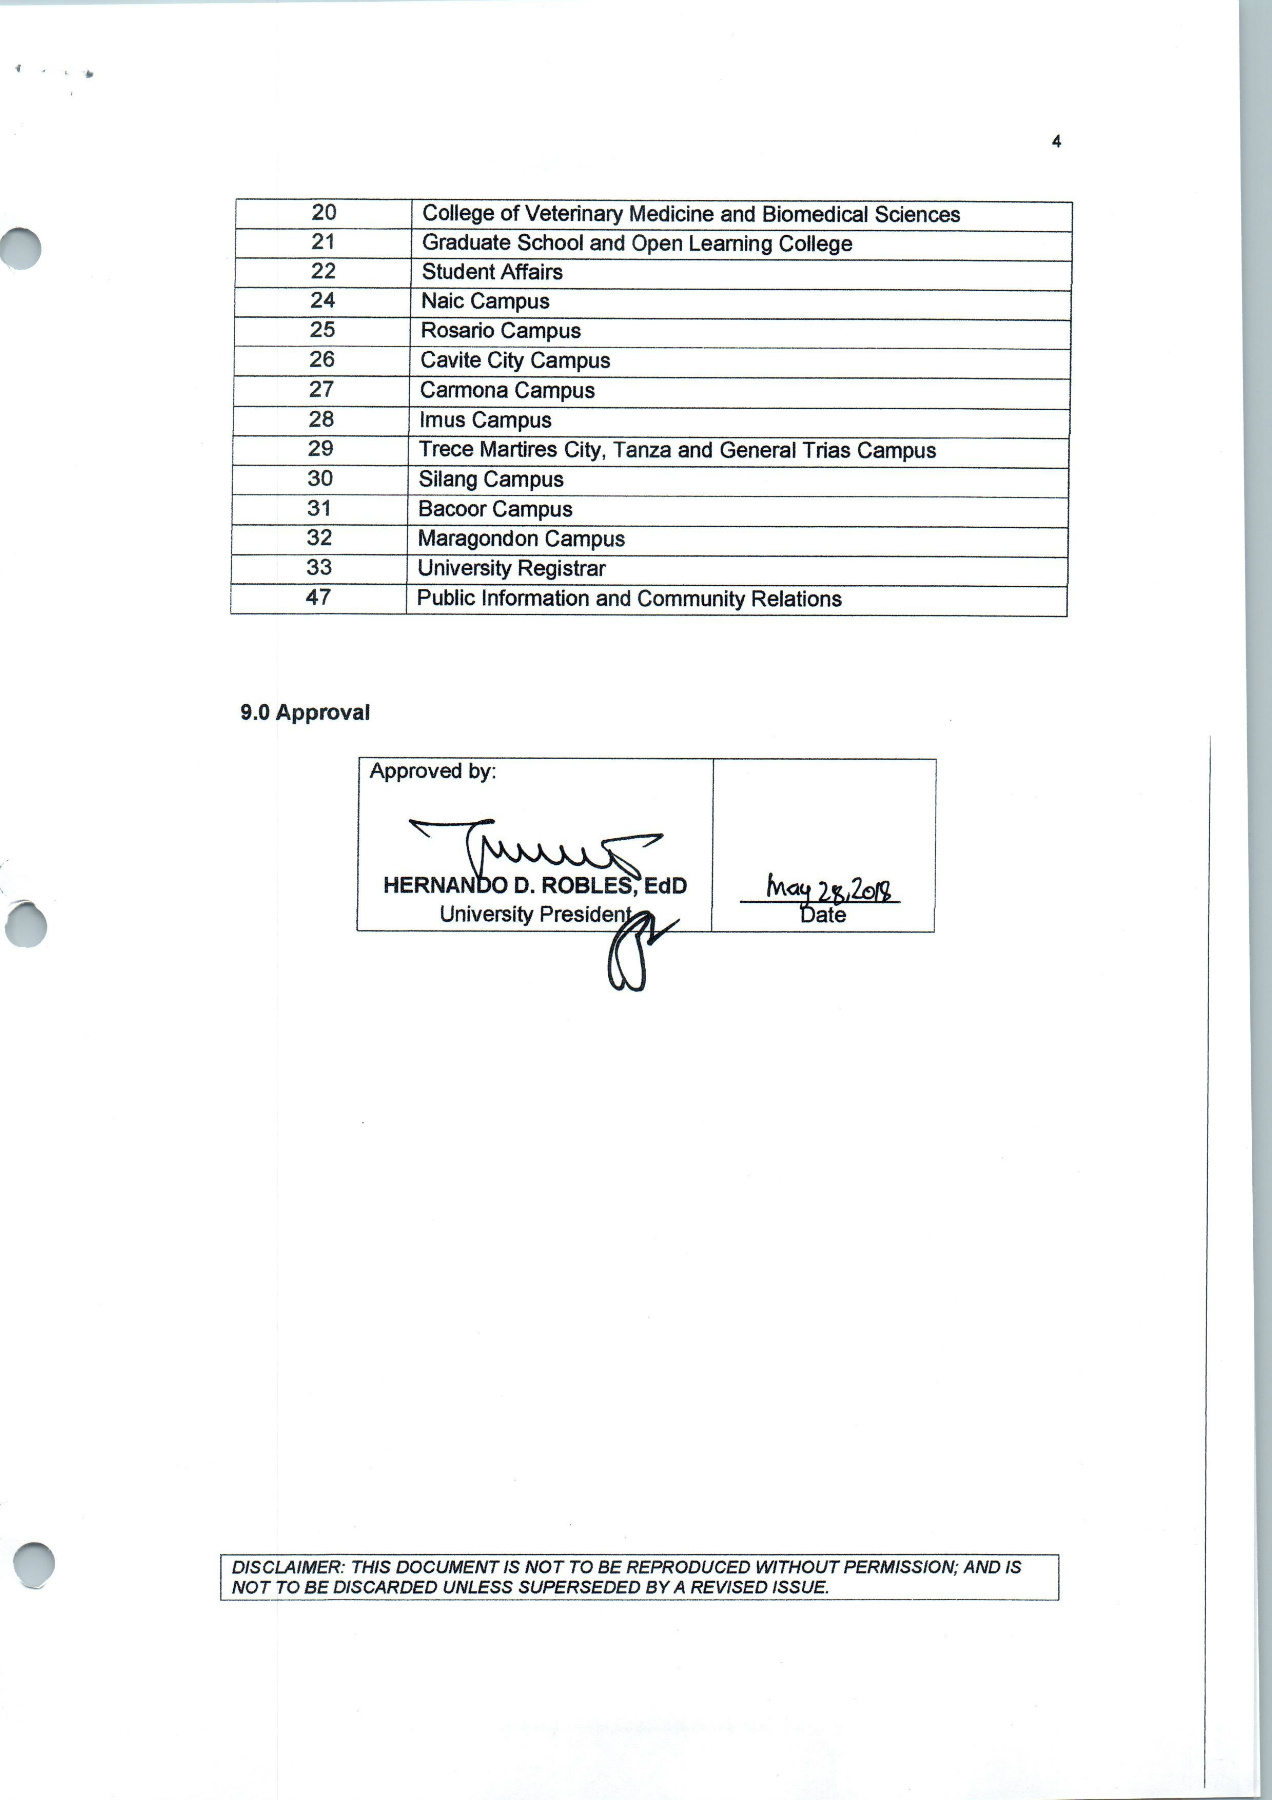 4
20 College of Veterinary Medicine and Biomedical Sciences
21 Graduate School and Open Learning College
22 Student Affairs
24 Naic Campus
25 Rosario Campus
26 Cavite City Campus
27 Carmona Campus
28 Imus Campus
29 Trece Martires City, Tanza and General Trias Campus
30 Silang Campus
31 Bacoor Campus
32 Maragondon Campus
33 University Registrar
47 Public Information and Community Relations
9.0 Approval
Approved by:
HERNANDO D. ROBLES, EdD
University President
May 28, 2018
Date
DISCLAIMER: THIS DOCUMENT IS NOT TO BE REPRODUCED WITHOUT PERMISSION; AND IS
NOT TO BE DISCARDED UNLESS SUPERSEDED BY A REVISED ISSUE.